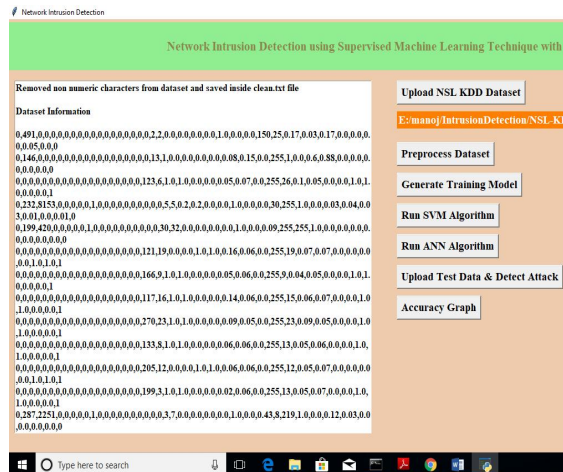 Network Intrusion Detection
Network Intrusion Detection using Supervised Machine Learning Technique with
Removed non numeric characters from dataset and saved inside clean.txt file
Dataset Information
0,491,0,0,0,0,0,0,0,0,0,0,0,0,0,0,0,0,0,2,2,0.0,0.0,0.0,0.0,1.0,0.0,0.0,150,25,0.17,0.03,0.17,0.0,0.0,0.
0,0.05,0.0,0
0,146,0,0,0,0,0,0,0,0,0,0,0,0,0,0,0,0,0,13,1,0.0,0.0,0.0,0.0,0.08,0.15,0.0,255,1,0.0,0.6,0.88,0.0,0.0,0.
0,0.0,0.0,0
0,0,0,0,0,0,0,0,0,0,0,0,0,0,0,0,0,0,0,123,6,1.0,1.0,0.0,0.0,0.05,0.07,0.0,255,26,0.1,0.05,0.0,0.0,1.0,1.
0,0.0,0.0,1
0,232,8153,0,0,0,0,0,1,0,0,0,0,0,0,0,0,0,0,5,5,0.2,0.2,0.0,0.0,1.0,0.0,0.0,30,255,1.0,0.0,0.03,0.04,0.0
3,0.01,0.0,0.01,0
0,199,420,0,0,0,0,0,1,0,0,0,0,0,0,0,0,0,0,30,32,0.0,0.0,0.0,0.0,1.0,0.0,0.09,255,255,1.0,0.0,0.0,0.0,0.
0,0.0,0.0,0.0,0
0,0,0,0,0,0,0,0,0,0,0,0,0,0,0,0,0,0,0,121,19,0.0,0.0,1.0,1.0,0.16,0.06,0.0,255,19,0.07,0.07,0.0,0.0,0.0
,0.0,1.0,1.0,1
0,0,0,0,0,0,0,0,0,0,0,0,0,0,0,0,0,0,0,166,9,1.0,1.0,0.0,0.0,0.05,0.06,0.0,255,9,0.04,0.05,0.0,0.0,1.0,1.
0,0.0,0.0,1
0,0,0,0,0,0,0,0,0,0,0,0,0,0,0,0,0,0,0,117,16,1.0,1.0,0.0,0.0,0.14,0.06,0.0,255,15,0.06,0.07,0.0,0.0,1.0
,1.0,0.0,0.0,1
0,0,0,0,0,0,0,0,0,0,0,0,0,0,0,0,0,0,0,270,23,1.0,1.0,0.0,0.0,0.09,0.05,0.0,255,23,0.09,0.05,0.0,0.0,1.0
,1.0,0.0,0.0,1
0,0,0,0,0,0,0,0,0,0,0,0,0,0,0,0,0,0,0,133,8,1.0,1.0,0.0,0.0,0.06,0.06,0.0,255,13,0.05,0.06,0.0,0.0,1.0,
1.0,0.0,0.0,1
0,0,0,0,0,0,0,0,0,0,0,0,0,0,0,0,0,0,0,205,12,0.0,0.0,1.0,1.0,0.06,0.06,0.0,255,12,0.05,0.07,0.0,0.0,0.0
,0.0,1.0,1.0,1
0,0,0,0,0,0,0,0,0,0,0,0,0,0,0,0,0,0,0,199,3,1.0,1.0,0.0,0.0,0.02,0.06,0.0,255,13,0.05,0.07,0.0,0.0,1.0,
1.0,0.0,0.0,1
0,287,2251,0,0,0,0,0,1,0,0,0,0,0,0,0,0,0,0,3,7,0.0,0.0,0.0,0.0,1.0,0.0,0.43,8,219,1.0,0.0,0.12,0.03,0.0
,0.0,0.0,0.0,0
Upload NSL KDD Dataset
E:/manoj/IntrusionDetection/NSL-K
Preprocess Dataset
Generate Training Model
Run SVM Algorithm
Run ANN Algorithm
Upload Test Data & Detect Attack
Accuracy Graph
Type here to search